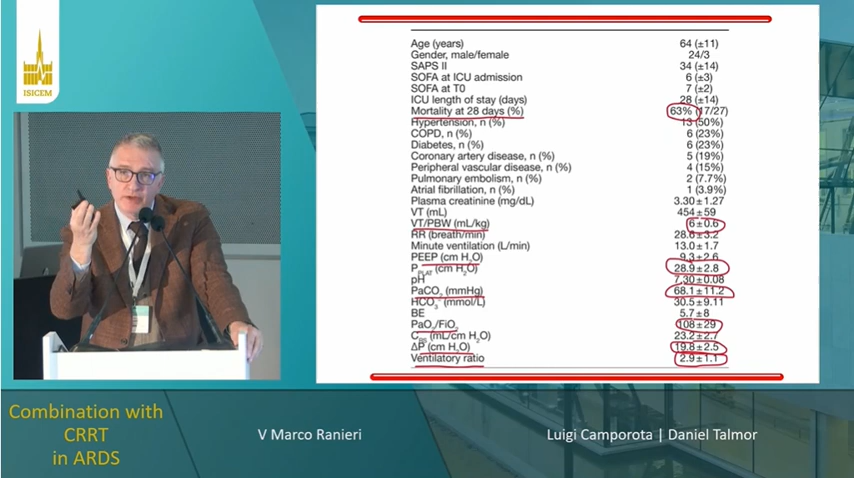 ISICEM
Age (years) 64 (±11)
Gender, male/female 24/3
SAPS II 34 (±14)
SOFA at ICU admission 6 (±3)
SOFA at T0 7 (±2)
ICU length of stay (days) 28 (±14)
Mortality at 28 days (%) 63% (17/27)
Hypertension, n (%) 13 (50%)
COPD, n (%) 6 (23%)
Diabetes, n (%) 6 (23%)
Coronary artery disease, n (%) 5 (19%)
Peripheral vascular disease, n (%) 4 (15%)
Pulmonary embolism, n (%) 2 (7.7%)
Atrial fibrillation, n (%) 1 (3.9%)
Plasma creatinine (mg/dL) 3.30±1.27
VT (mL) 454±59
VT/PBW (mL/kg) 6±0.6
RR (breath/min) 28.6±3.2
Minute ventilation (L/min) 13.0±1.7
PEEP (cm H₂O) 9.3±2.6
P_PLAT (cm H₂O) 28.9±2.8
pH 7.30±0.08
PaCO₂ (mmHg) 68.1±11.2
HCO₃⁻ (mmol/L) 30.5±9.11
BE 5.7±8
PaO₂/FiO₂ 108±29
C_RS (mL/cm H₂O) 23.2±2.7
ΔP (cm H₂O) 19.8±2.5
Ventilatory ratio 2.9±1.1
Combination with
CRRT
in ARDS
V Marco Ranieri
Luigi Camporota | Daniel Talmor